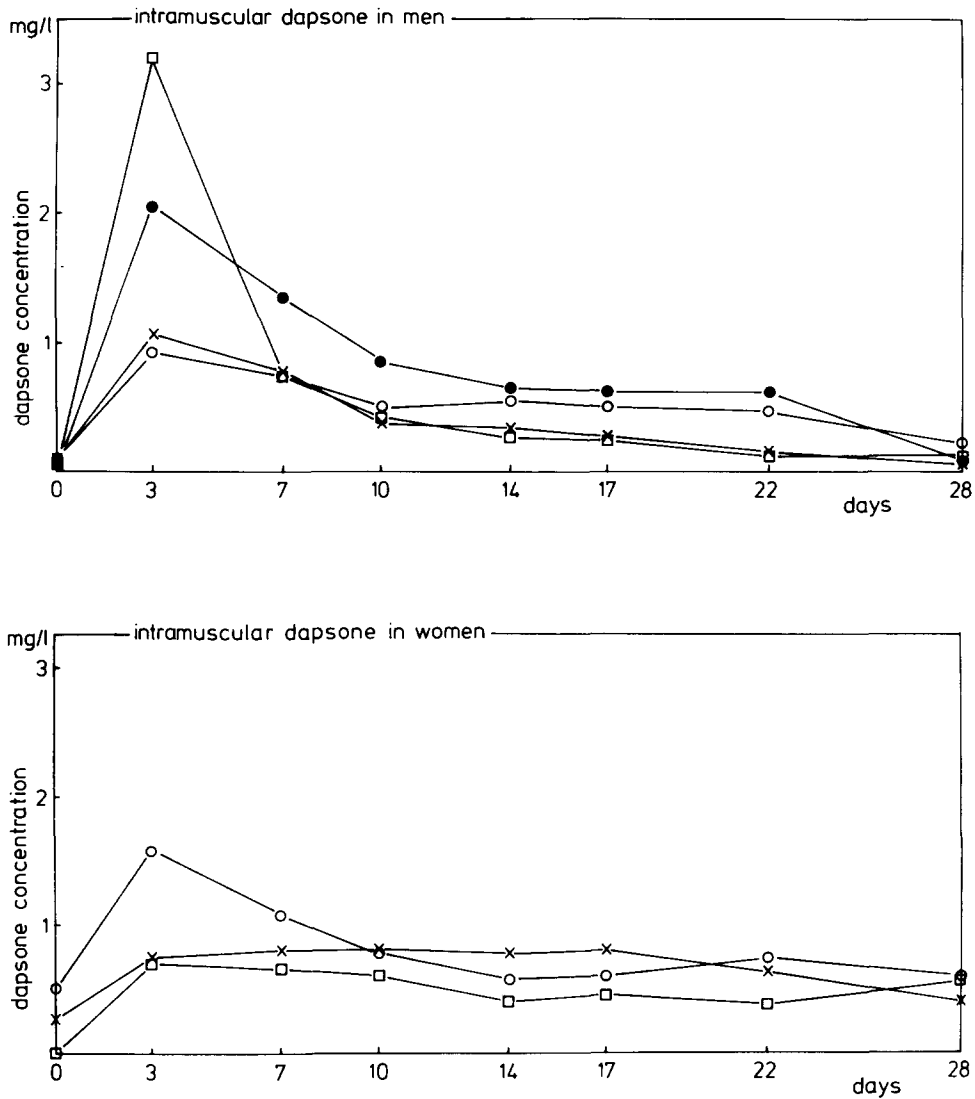 mg/l
intramuscular dapsone in men
3
2
1
dapsone concentration
0 3 7 10 14 17 22 28
days
mg/l
intramuscular dapsone in women
3
2
1
dapsone concentration
0 3 7 10 14 17 22 28
days